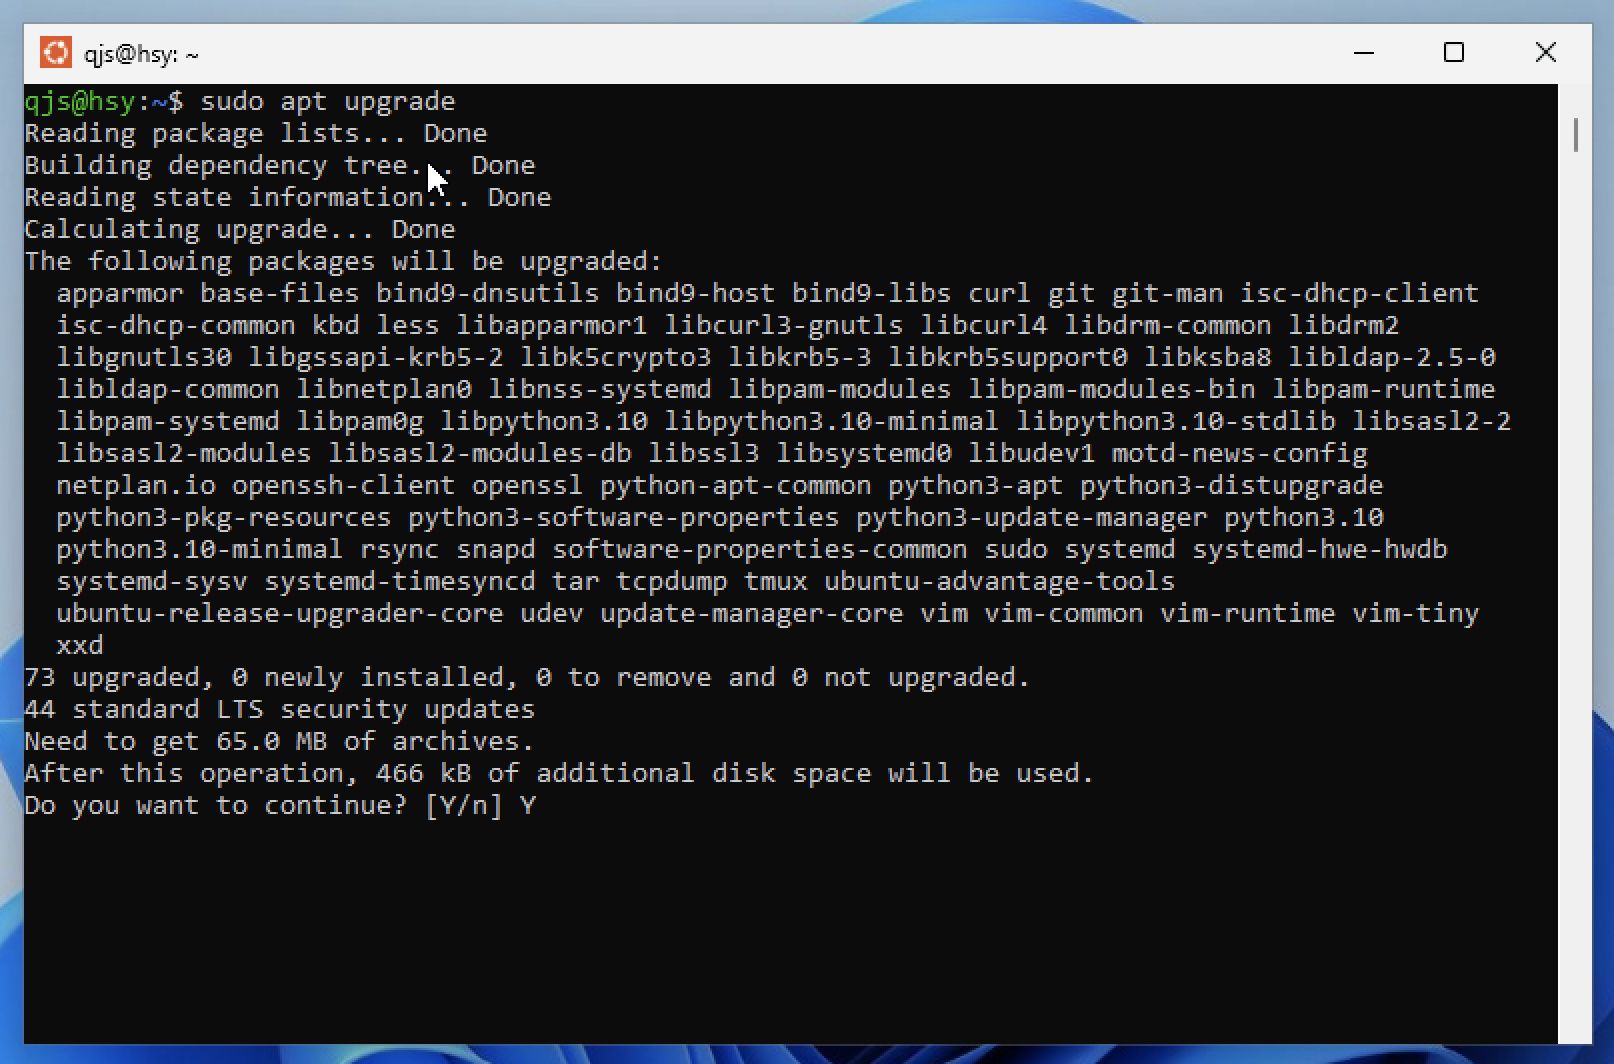 qjs@hsy: ~
qjs@hsy:~$ sudo apt upgrade
Reading package lists... Done
Building dependency tree... Done
Reading state information... Done
Calculating upgrade... Done
The following packages will be upgraded:
apparmor base-files bind9-dnsutils bind9-host bind9-libs curl git git-man isc-dhcp-client
isc-dhcp-common kbd less libapparmor1 libcurl3-gnutls libcurl4 libdrm-common libdrm2
libgnutls30 libgssapi-krb5-2 libk5crypto3 libkrb5-3 libkrb5support0 libksba8 libldap-2.5-0
libldap-common libnetplan0 libnss-systemd libpam-modules libpam-modules-bin libpam-runtime
libpam-systemd libpam0g libpython3.10 libpython3.10-minimal libpython3.10-stdlib libsasl2-2
libsasl2-modules libsasl2-modules-db libssl3 libsystemd0 libudev1 motd-news-config
netplan.io openssh-client openssl python-apt-common python3-apt python3-distupgrade
python3-pkg-resources python3-software-properties python3-update-manager python3.10
python3.10-minimal rsync snapd software-properties-common sudo systemd systemd-hwe-hwdb
systemd-sysv systemd-timesyncd tar tcpdump tmux ubuntu-advantage-tools
ubuntu-release-upgrader-core udev update-manager-core vim vim-common vim-runtime vim-tiny
xxd
73 upgraded, 0 newly installed, 0 to remove and 0 not upgraded.
44 standard LTS security updates
Need to get 65.0 MB of archives.
After this operation, 466 kB of additional disk space will be used.
Do you want to continue? [Y/n] Y